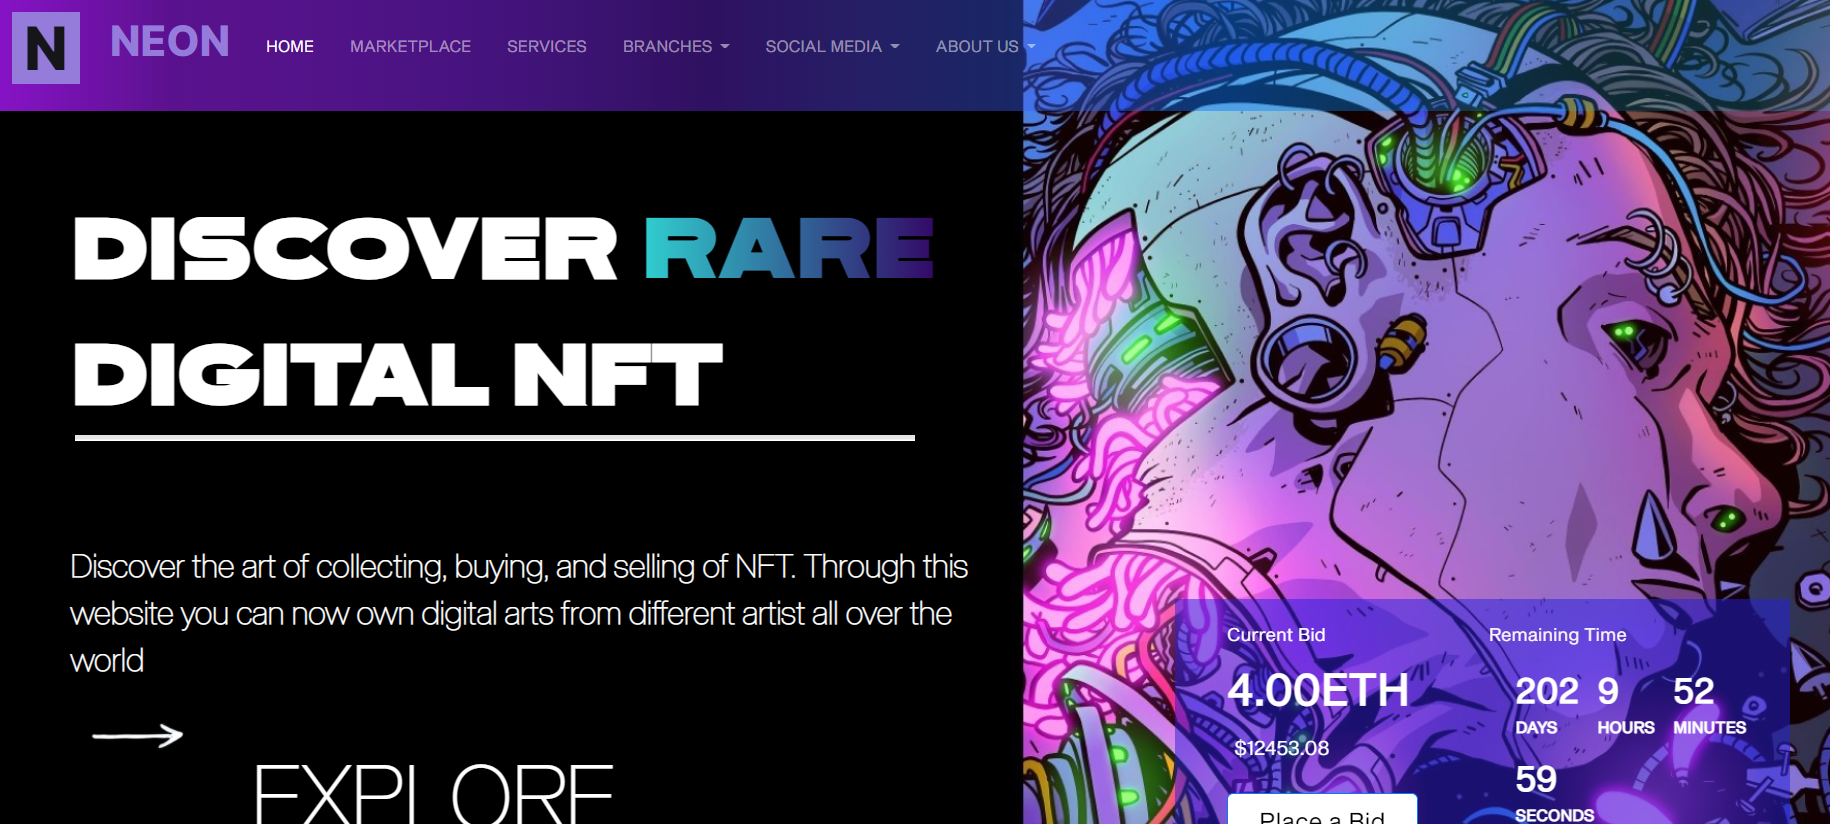 N NEON HOME MARKETPLACE SERVICES BRANCHES SOCIAL MEDIA ABOUT US
DISCOVER RARE
DIGITAL NFT
Discover the art of collecting, buying, and selling of NFT. Through this
website you can now own digital arts from different artist all over the
world
EXPLORE
Current Bid
4.00ETH
$12453.08
Place a Bid
Remaining Time
202 9 52
DAYS HOURS MINUTES
59
SECONDS